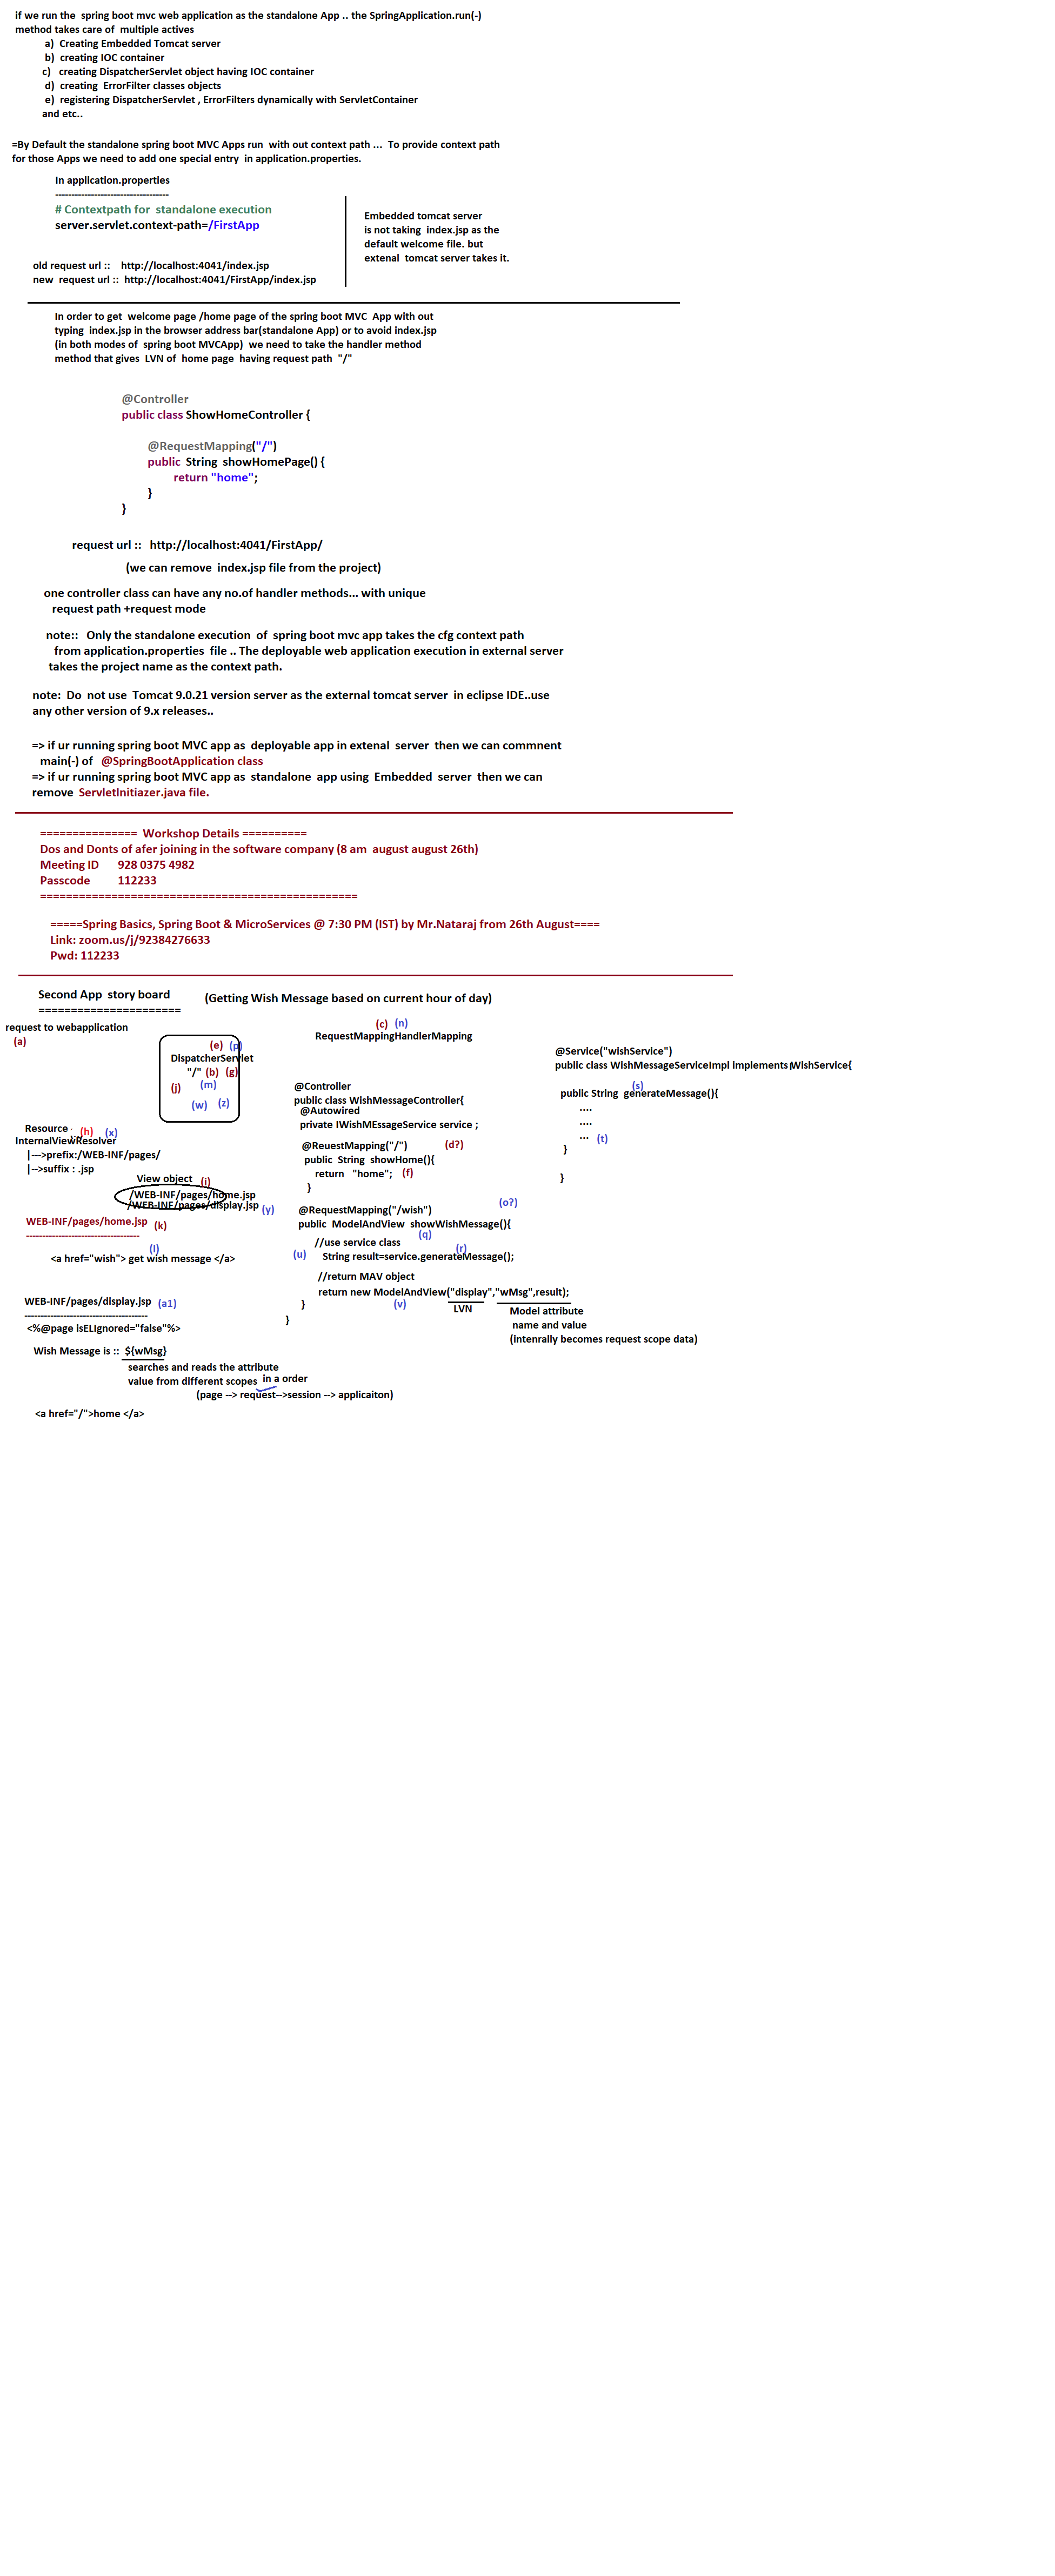 if we run the spring boot mvc web application as the standalone App .. the SpringApplication.run(-)
method takes care of multiple actives
a) Creating Embedded Tomcat server
b) creating IOC container
c) creating DispatcherServlet object having IOC container
d) creating ErrorFilter classes objects
e) registering DispatcherServlet , ErrorFilters dynamically with ServletContainer
and etc..
=By Default the standalone spring boot MVC Apps run with out context path ... To provide context path
for those Apps we need to add one special entry in application.properties.
In application.properties
-----------------------------------
# Contextpath for standalone execution
server.servlet.context-path=/FirstApp
Embedded tomcat server
is not taking index.jsp as the
default welcome file. but
extenal tomcat server takes it.
old request url :: http://localhost:4041/index.jsp
new request url :: http://localhost:4041/FirstApp/index.jsp
In order to get welcome page /home page of the spring boot MVC App with out
typing index.jsp in the browser address bar(standalone App) or to avoid index.jsp
(in both modes of spring boot MVCApp) we need to take the handler method
method that gives LVN of home page having request path "/"
@Controller
public class ShowHomeController {
@RequestMapping("/")
public String showHomePage() {
return "home";
}
}
request url :: http://localhost:4041/FirstApp/
(we can remove index.jsp file from the project)
one controller class can have any no.of handler methods... with unique
request path +request mode
note:: Only the standalone execution of spring boot mvc app takes the cfg context path
from application.properties file .. The deployable web application execution in external server
takes the project name as the context path.
note: Do not use Tomcat 9.0.21 version server as the external tomcat server in eclipse IDE..use
any other version of 9.x releases..
=> if ur running spring boot MVC app as deployable app in extenal server then we can commnent
main(-) of @SpringBootApplication class
=> if ur running spring boot MVC app as standalone app using Embedded server then we can
remove ServletInitiazer.java file.
=============== Workshop Details ==========
Dos and Donts of afer joining in the software company (8 am august august 26th)
Meeting ID 928 0375 4982
Passcode 112233
=================================================
=====Spring Basics, Spring Boot & MicroServices @ 7:30 PM (IST) by Mr.Nataraj from 26th August====
Link: zoom.us/j/92384276633
Pwd: 112233
Second App story board (Getting Wish Message based on current hour of day)
======================
request to webapplication
(a)
(e) (p)
DispatcherServlet
"/" (b) (g)
(j) (m)
(w) (z)
(c) (n)
RequestMappingHandlerMapping
@Service("wishService")
public class WishMessageServiceImpl implements IWishService{
(s)
public String generateMessage(){
....
....
... (t)
}
}
@Controller
public class WishMessageController{
@Autowired
private IWishMEssageService service ;
@ReuestMapping("/") (d?)
public String showHome(){
return "home"; (f)
}
(o?)
@RequestMapping("/wish")
public ModelAndView showWishMessage(){
(q)
//use service class
(r)
(u) String result=service.generateMessage();
//return MAV object
return new ModelAndView("display","wMsg",result);
} (v) LVN
Model attribute
name and value
(intenrally becomes request scope data)
}
Resource (h) (x)
InternalViewResolver
|--->prefix:/WEB-INF/pages/
|-->suffix : .jsp
View object (i)
/WEB-INF/pages/home.jsp
/WEB-INF/pages/display.jsp (y)
WEB-INF/pages/home.jsp (k)
-----------------------------------
(l)
<a href="wish"> get wish message </a>
WEB-INF/pages/display.jsp (a1)
--------------------------------------
<%@page isELIgnored="false"%>
Wish Message is :: ${wMsg}
searches and reads the attribute
value from different scopes in a order
(page --> request-->session --> applicaiton)
<a href="/">home </a>